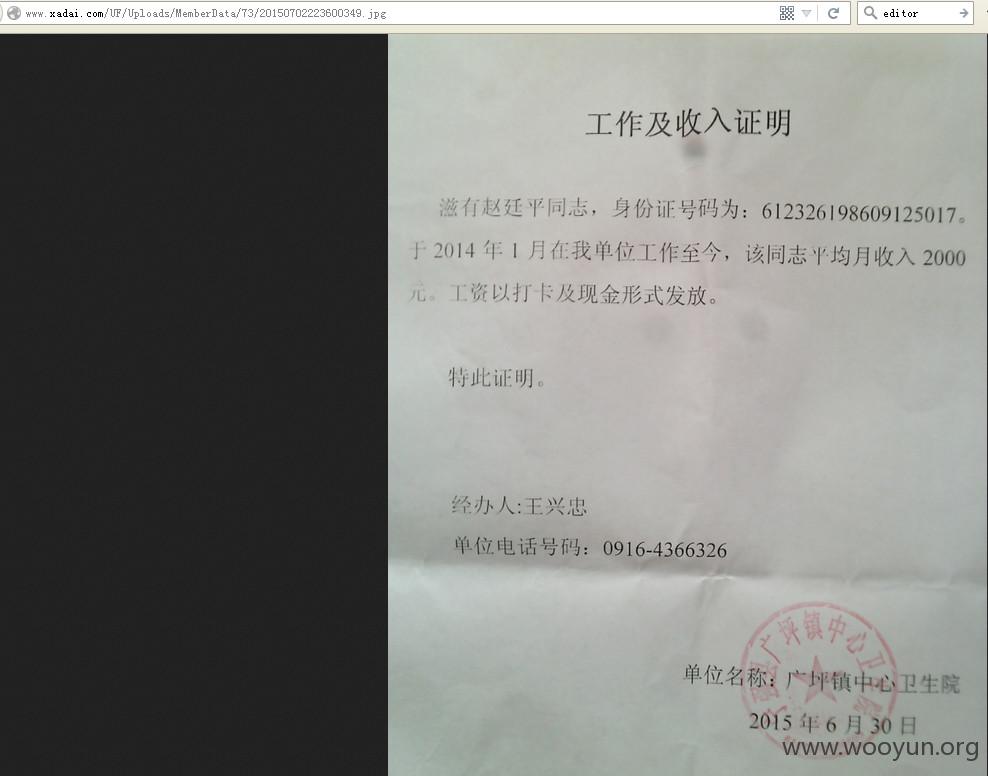 www.xadai.com/UF/Uploads/MemberData/73/20150702223600349.jpg
editor
工作及收入证明
滋有赵廷平同志，身份证号码为：612326198609125017。
于 2014 年 1 月在我单位工作至今，该同志平均月收入 2000
元。工资以打卡及现金形式发放。
特此证明。
经办人:王兴忠
单位电话号码：0916-4366326
广坪镇中心卫生院
单位名称：广坪镇中心卫生院
2015 年 6 月 30 日
www.wooyun.org